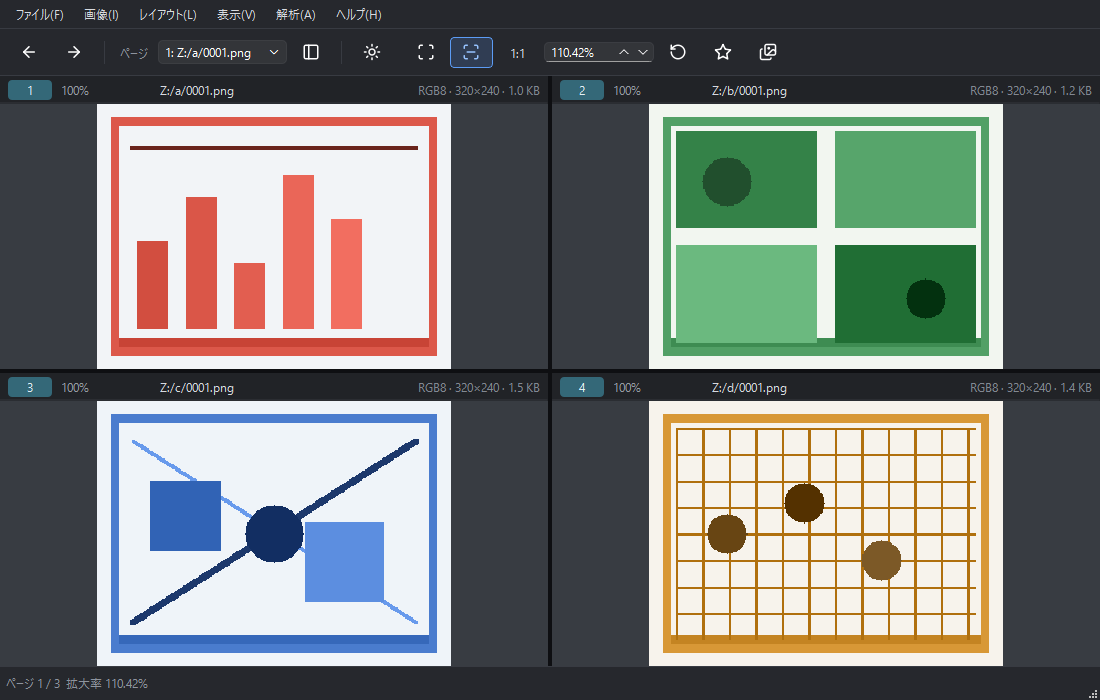 ファイル(F) 画像(I) レイアウト(L) 表示(V) 解析(A) ヘルプ(H)
ページ 1: Z:/a/0001.png 1:1 110.42%
1 100% Z:/a/0001.png RGB8 · 320×240 · 1.0 KB
2 100% Z:/b/0001.png RGB8 · 320×240 · 1.2 KB
3 100% Z:/c/0001.png RGB8 · 320×240 · 1.5 KB
4 100% Z:/d/0001.png RGB8 · 320×240 · 1.4 KB
ページ 1 / 3 拡大率 110.42%